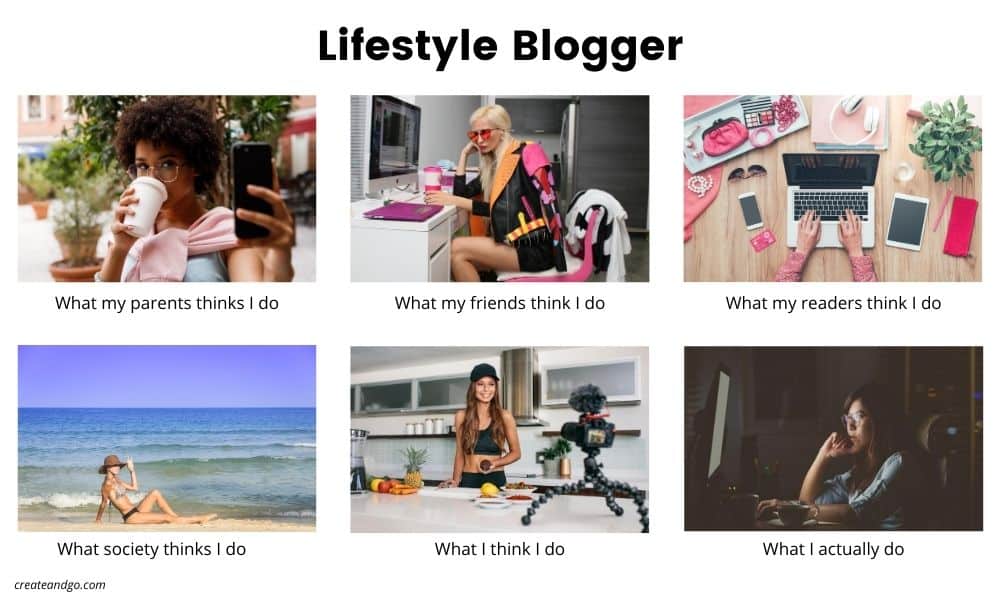 Lifestyle Blogger
What my parents thinks I do
What my friends think I do
What my readers think I do
What society thinks I do
What I think I do
What I actually do
createandgo.com